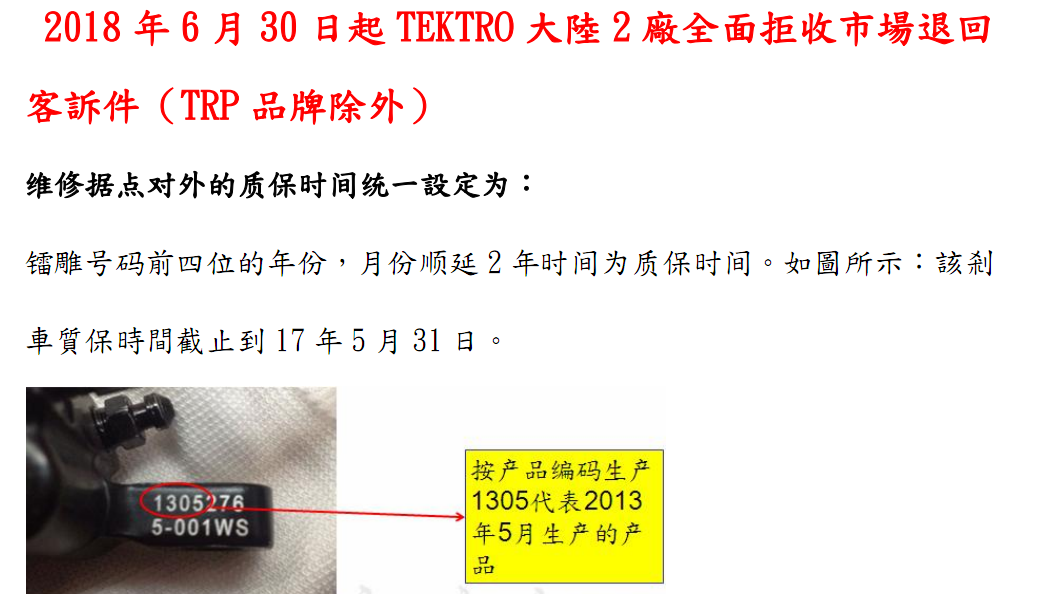 2018 年 6 月 30 日起 TEKTRO 大陸 2 廠全面拒收市場退回
客訴件（TRP 品牌除外）
维修据点对外的质保时间统一設定为：
镭雕号码前四位的年份，月份顺延 2 年时间为质保时间。如圖所示：該刹
車質保時間截止到 17 年 5 月 31 日。
1305276
5-001WS
按产品编码生产
1305代表2013
年5月生产的产
品